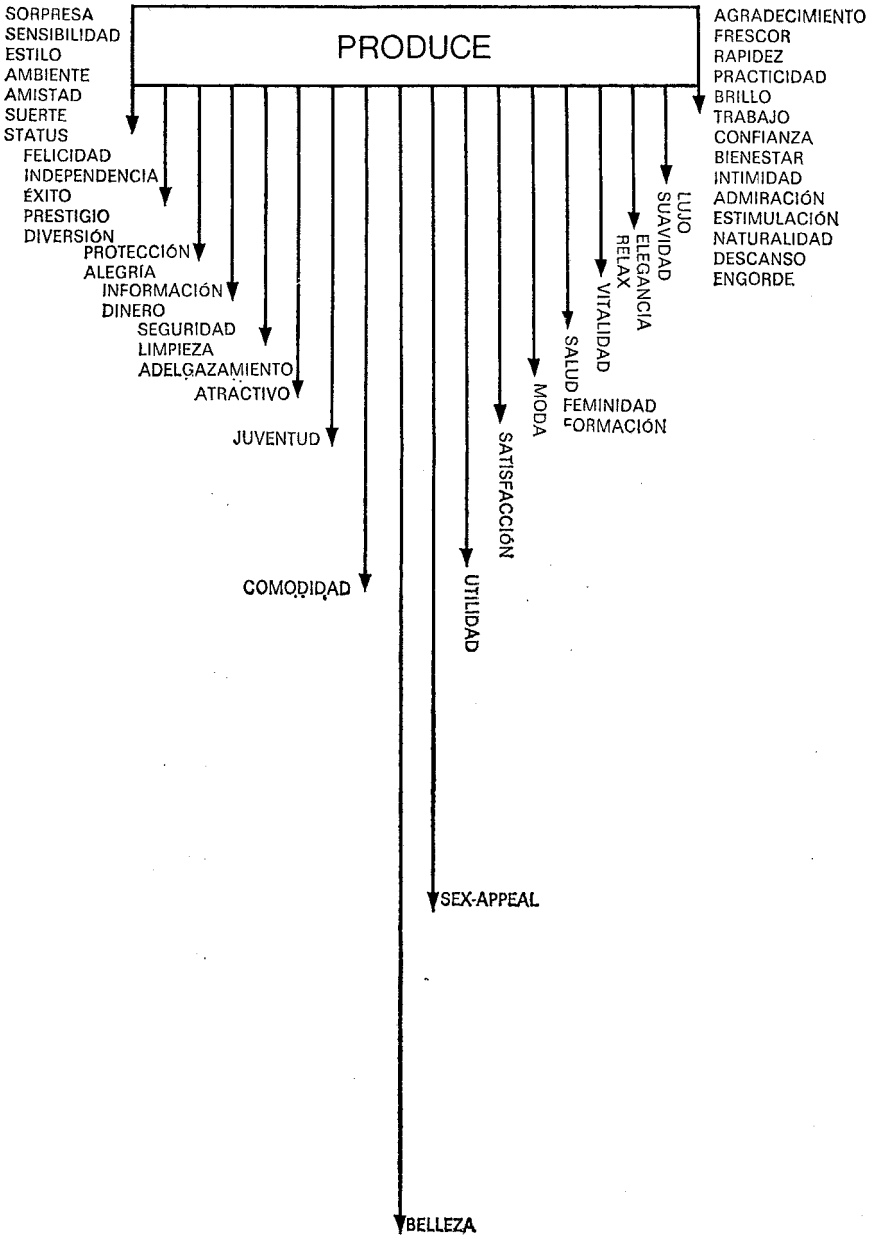 PRODUCE
SORPRESA
SENSIBILIDAD
ESTILO
AMBIENTE
AMISTAD
SUERTE
STATUS
FELICIDAD
INDEPENDENCIA
ÉXITO
PRESTIGIO
DIVERSIÓN
PROTECCIÓN
ALEGRÍA
INFORMACIÓN
DINERO
SEGURIDAD
LIMPIEZA
ADELGAZAMIENTO
ATRACTIVO
JUVENTUD
COMODIDAD
BELLEZA
SEX-APPEAL
UTILIDAD
SATISFACCIÓN
MODA
SALUD
FEMINIDAD
FORMACIÓN
VITALIDAD
ELEGANCIA
RELAX
LUJO
SUAVIDAD
AGRADECIMIENTO
FRESCOR
RAPIDEZ
PRACTICIDAD
BRILLO
TRABAJO
CONFIANZA
BIENESTAR
INTIMIDAD
ADMIRACIÓN
ESTIMULACIÓN
NATURALIDAD
DESCANSO
ENGORDE